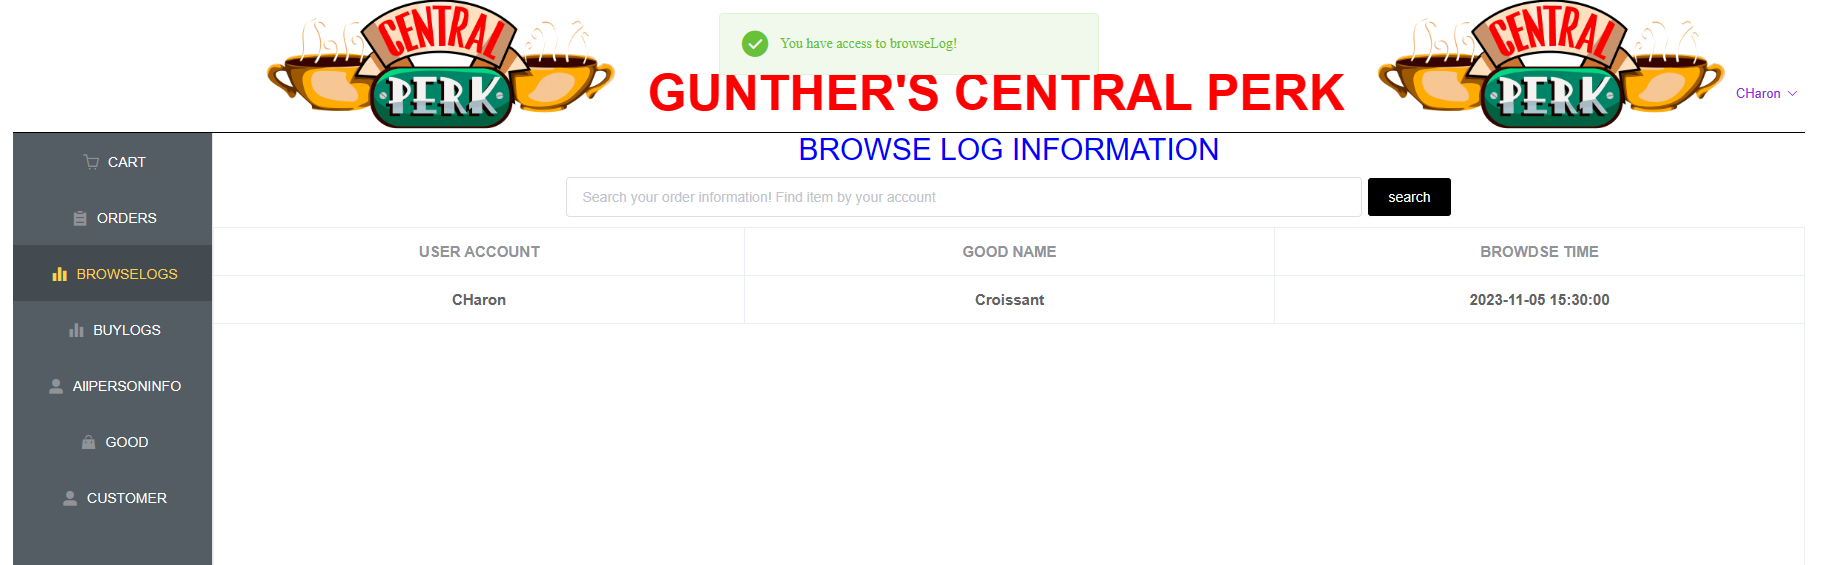 CENTRAL
PERK
You have access to browseLog!
GUNTHER'S CENTRAL PERK
CENTRAL
PERK
CHaron
CART
ORDERS
BROWSELOGS
BUYLOGS
AllPERSONINFO
GOOD
CUSTOMER
BROWSE LOG INFORMATION
Search your order information! Find item by your account
search
USER ACCOUNT GOOD NAME BROWDSE TIME
CHaron Croissant 2023-11-05 15:30:00